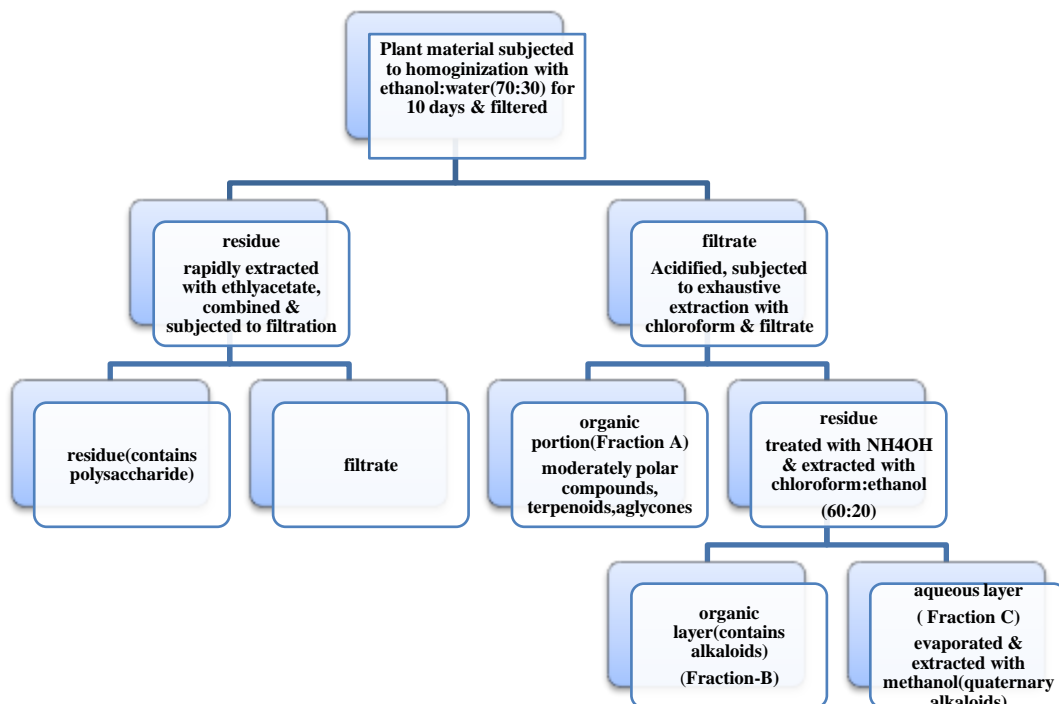 Plant material subjected
to homoginization with
ethanol:water(70:30) for
10 days & filtered
residue
rapidly extracted
with ethlyacetate,
combined &
subjected to filtration
filtrate
Acidified, subjected
to exhaustive
extraction with
chloroform & filtrate
residue(contains
polysaccharide)
filtrate
organic
portion(Fraction A)
moderately polar
compounds,
terpenoids,aglycones
residue
treated with NH4OH
& extracted with
chloroform:ethanol
(60:20)
organic
layer(contains
alkaloids)
(Fraction-B)
aqueous layer
( Fraction C)
evaporated &
extracted with
methanol(quaternary
alkaloids)